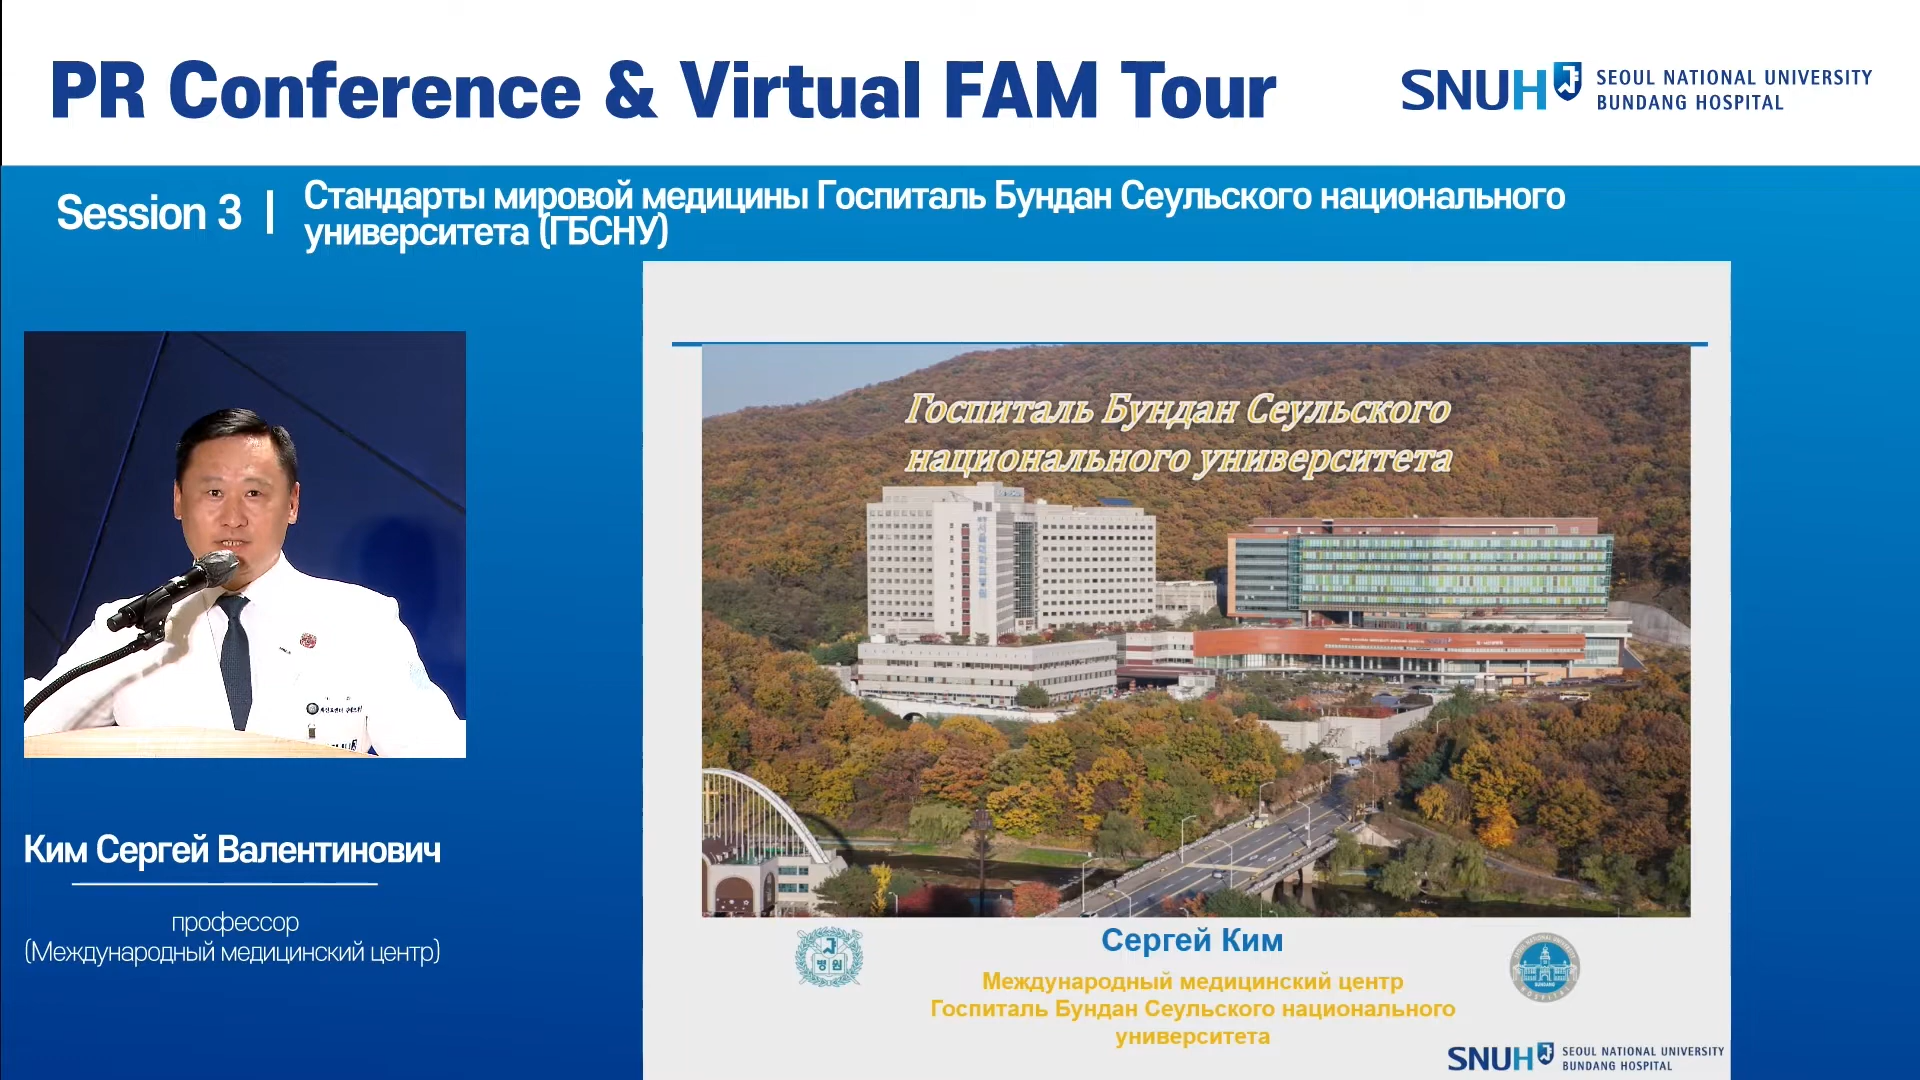 PR Conference & Virtual FAM Tour
SNUH SEOUL NATIONAL UNIVERSITY
BUNDANG HOSPITAL
Session 3 | Стандарты мировой медицины Госпиталь Бундан Сеульского национального
университета (ГБСНУ)
Госпиталь Бундан Сеульского
национального университета
Ким Сергей Валентинович
профессор
(Международный медицинский центр)
병원
Сергей Ким
Международный медицинский центр
Госпиталь Бундан Сеульского национального
университета
SNUH SEOUL NATIONAL UNIVERSITY
BUNDANG HOSPITAL